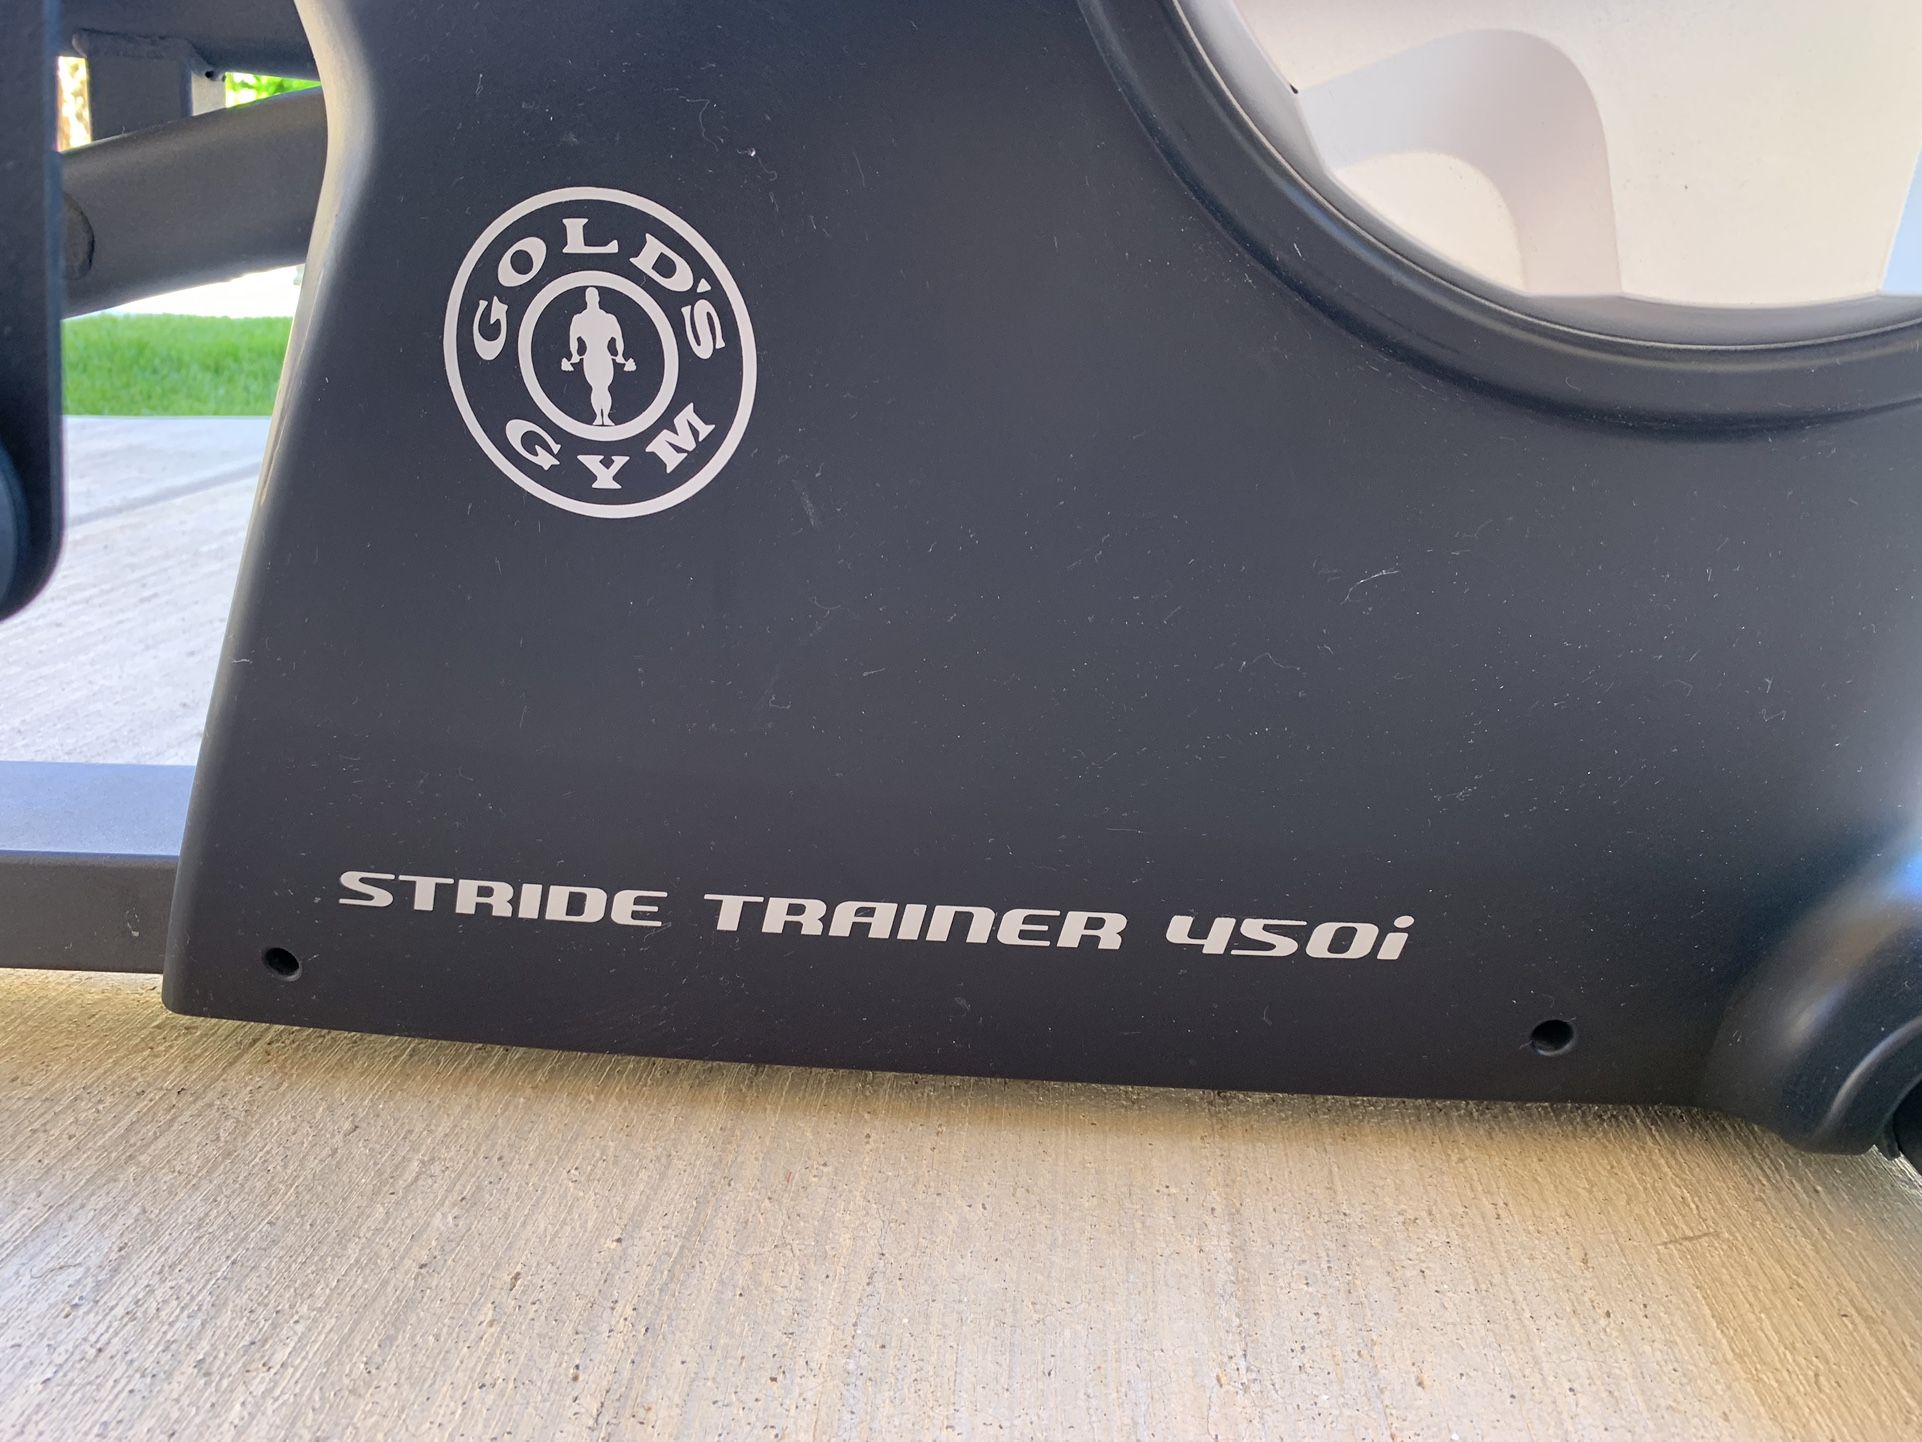 GOLD'S
GYM
STRIDE TRAINER 450i